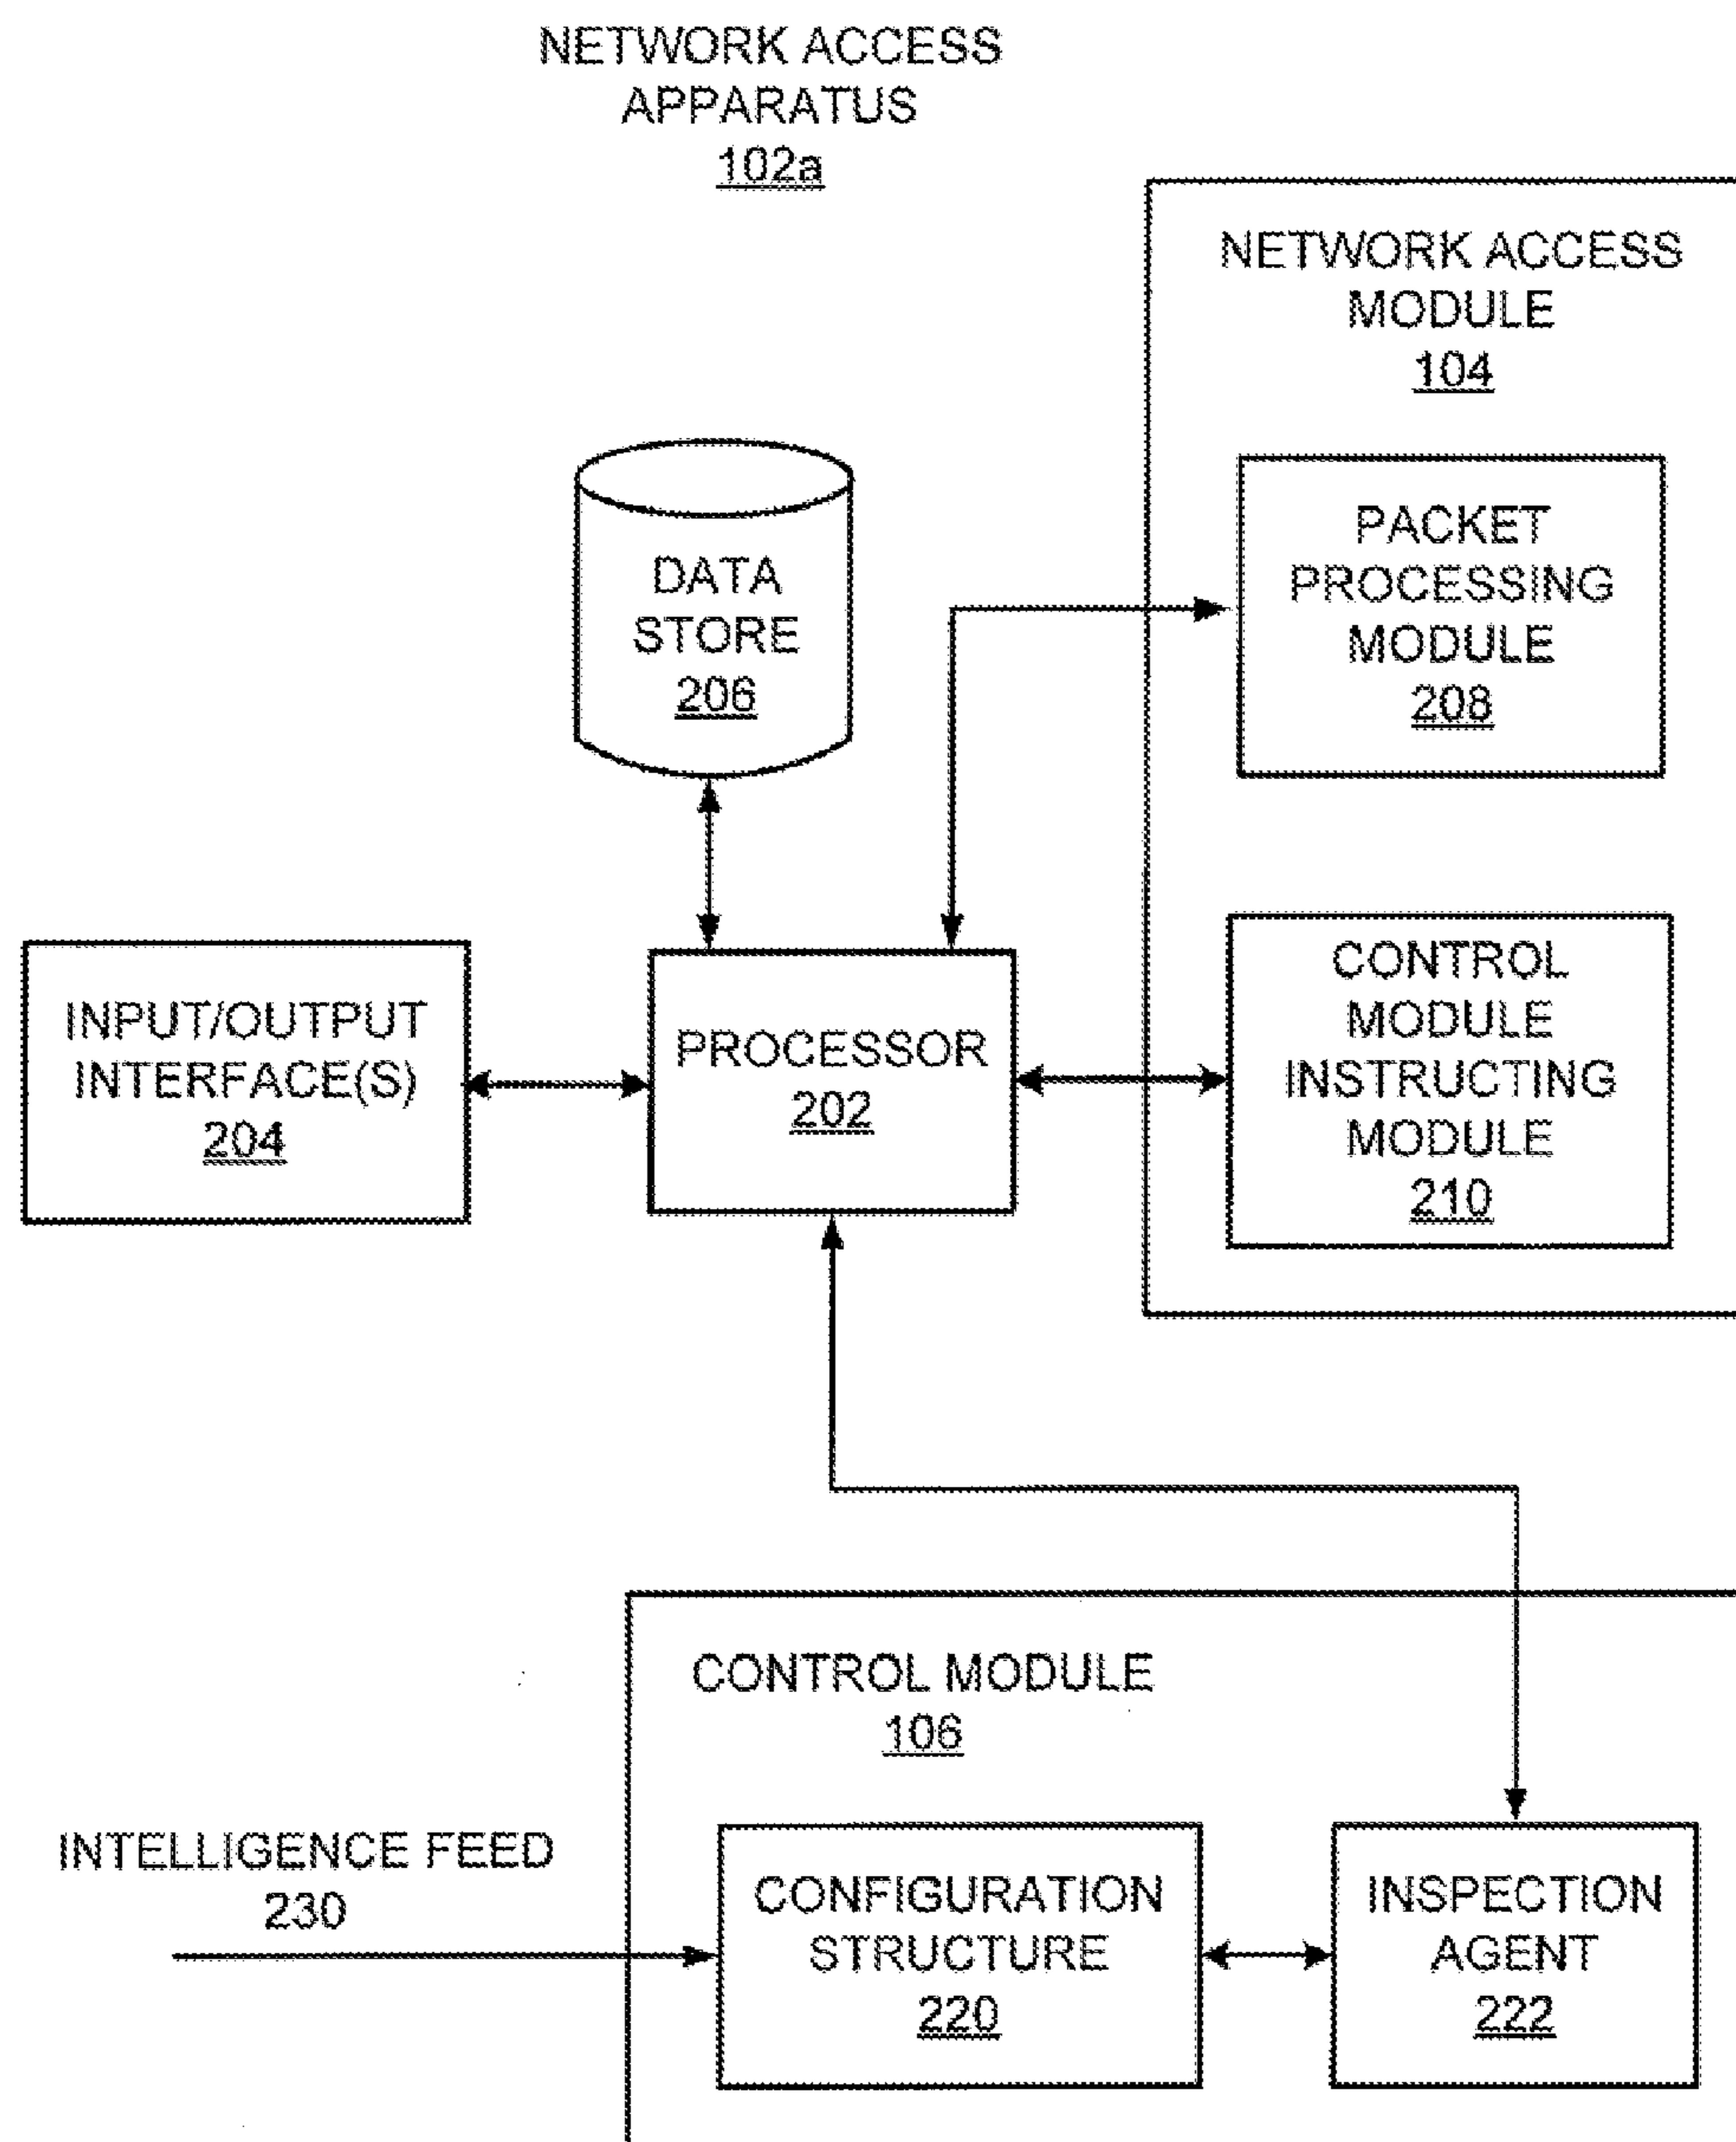 NETWORK ACCESS
APPARATUS
102a
NETWORK ACCESS
MODULE
104
DATA
STORE
206
PACKET
PROCESSING
MODULE
208
INPUT/OUTPUT
INTERFACE(S)
204
PROCESSOR
202
CONTROL
MODULE
INSTRUCTING
MODULE
210
CONTROL MODULE
106
INTELLIGENCE FEED
230
CONFIGURATION
STRUCTURE
220
INSPECTION
AGENT
222